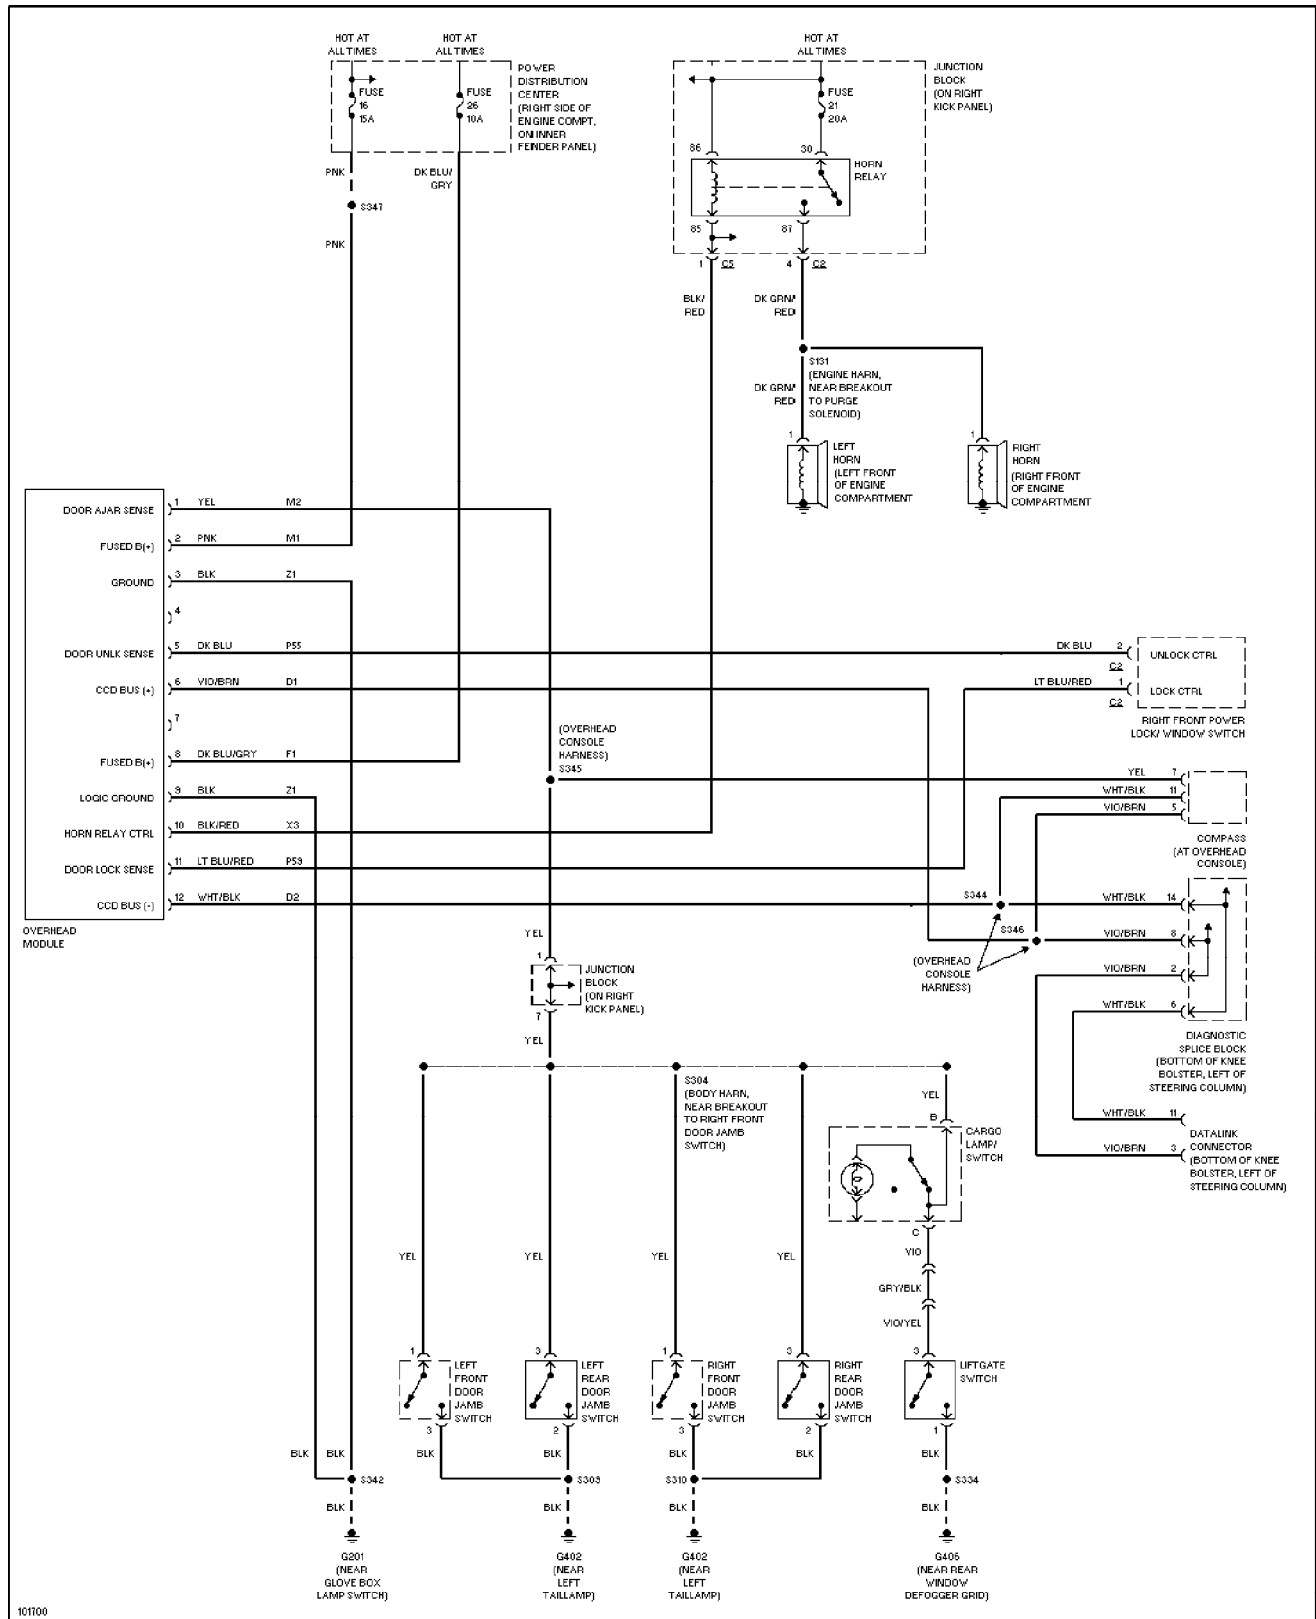 HOT AT
ALL TIMES
HOT AT
ALL TIMES
HOT AT
ALL TIMES
FUSE
16
15A
FUSE
26
10A
POWER
DISTRIBUTION
CENTER
(RIGHT SIDE OF
ENGINE COMPT,
ON INNER
FENDER PANEL)
FUSE
21
20A
JUNCTION
BLOCK
(ON RIGHT
KICK PANEL)
86
30
HORN
RELAY
85
87
1 C5
4 C2
PNK
S347
PNK
DK BLU/
GRY
BLK/
RED
DK GRN/
RED
S131
(ENGINE HARN,
NEAR BREAKOUT
TO PURGE
SOLENOID)
DK GRN/
RED
1
LEFT
HORN
(LEFT FRONT
OF ENGINE
COMPARTMENT
1
RIGHT
HORN
(RIGHT FRONT
OF ENGINE
COMPARTMENT
DOOR AJAR SENSE 1 YEL M2
FUSED B(+) 2 PNK M1
GROUND 3 BLK Z1
4
DOOR UNLK SENSE 5 DK BLU P55
CCD BUS (+) 6 VIO/BRN D1
7
FUSED B(+) 8 DK BLU/GRY F1
LOGIC GROUND 9 BLK Z1
HORN RELAY CTRL 10 BLK/RED X3
DOOR LOCK SENSE 11 LT BLU/RED P59
CCD BUS (-) 12 WHT/BLK D2
OVERHEAD
MODULE
DK BLU 2 UNLOCK CTRL
C2
LT BLU/RED 1 LOCK CTRL
C2
RIGHT FRONT POWER
LOCK/ WINDOW SWITCH
(OVERHEAD
CONSOLE
HARNESS)
S345
YEL 7
WHT/BLK 11
VIO/BRN 5
COMPASS
(AT OVERHEAD
CONSOLE)
S344
WHT/BLK 14
S346
VIO/BRN 8
(OVERHEAD
CONSOLE
HARNESS)
VIO/BRN 2
WHT/BLK 6
DIAGNOSTIC
SPLICE BLOCK
(BOTTOM OF KNEE
BOLSTER, LEFT OF
STEERING COLUMN)
WHT/BLK 11
VIO/BRN 3
DATALINK
CONNECTOR
(BOTTOM OF KNEE
BOLSTER, LEFT OF
STEERING COLUMN)
YEL
1
JUNCTION
BLOCK
(ON RIGHT
KICK PANEL)
7
YEL
S304
(BODY HARN,
NEAR BREAKOUT
TO RIGHT FRONT
DOOR JAMB
SWITCH)
YEL
B
CARGO
LAMP/
SWITCH
C
VIO
GRY/BLK
VIO/YEL
YEL
YEL
YEL
YEL
1
LEFT
FRONT
DOOR
JAMB
SWITCH
3
3
LEFT
REAR
DOOR
JAMB
SWITCH
2
1
RIGHT
FRONT
DOOR
JAMB
SWITCH
3
3
RIGHT
REAR
DOOR
JAMB
SWITCH
2
3
LIFTGATE
SWITCH
1
BLK
BLK
BLK
BLK
BLK
BLK
BLK
S342
S309
S310
S334
BLK
BLK
BLK
BLK
G201
(NEAR
GLOVE BOX
LAMP SWITCH)
G402
(NEAR
LEFT
TAILLAMP)
G402
(NEAR
LEFT
TAILLAMP)
G406
(NEAR REAR
WINDOW
DEFOGGER GRID)
101700